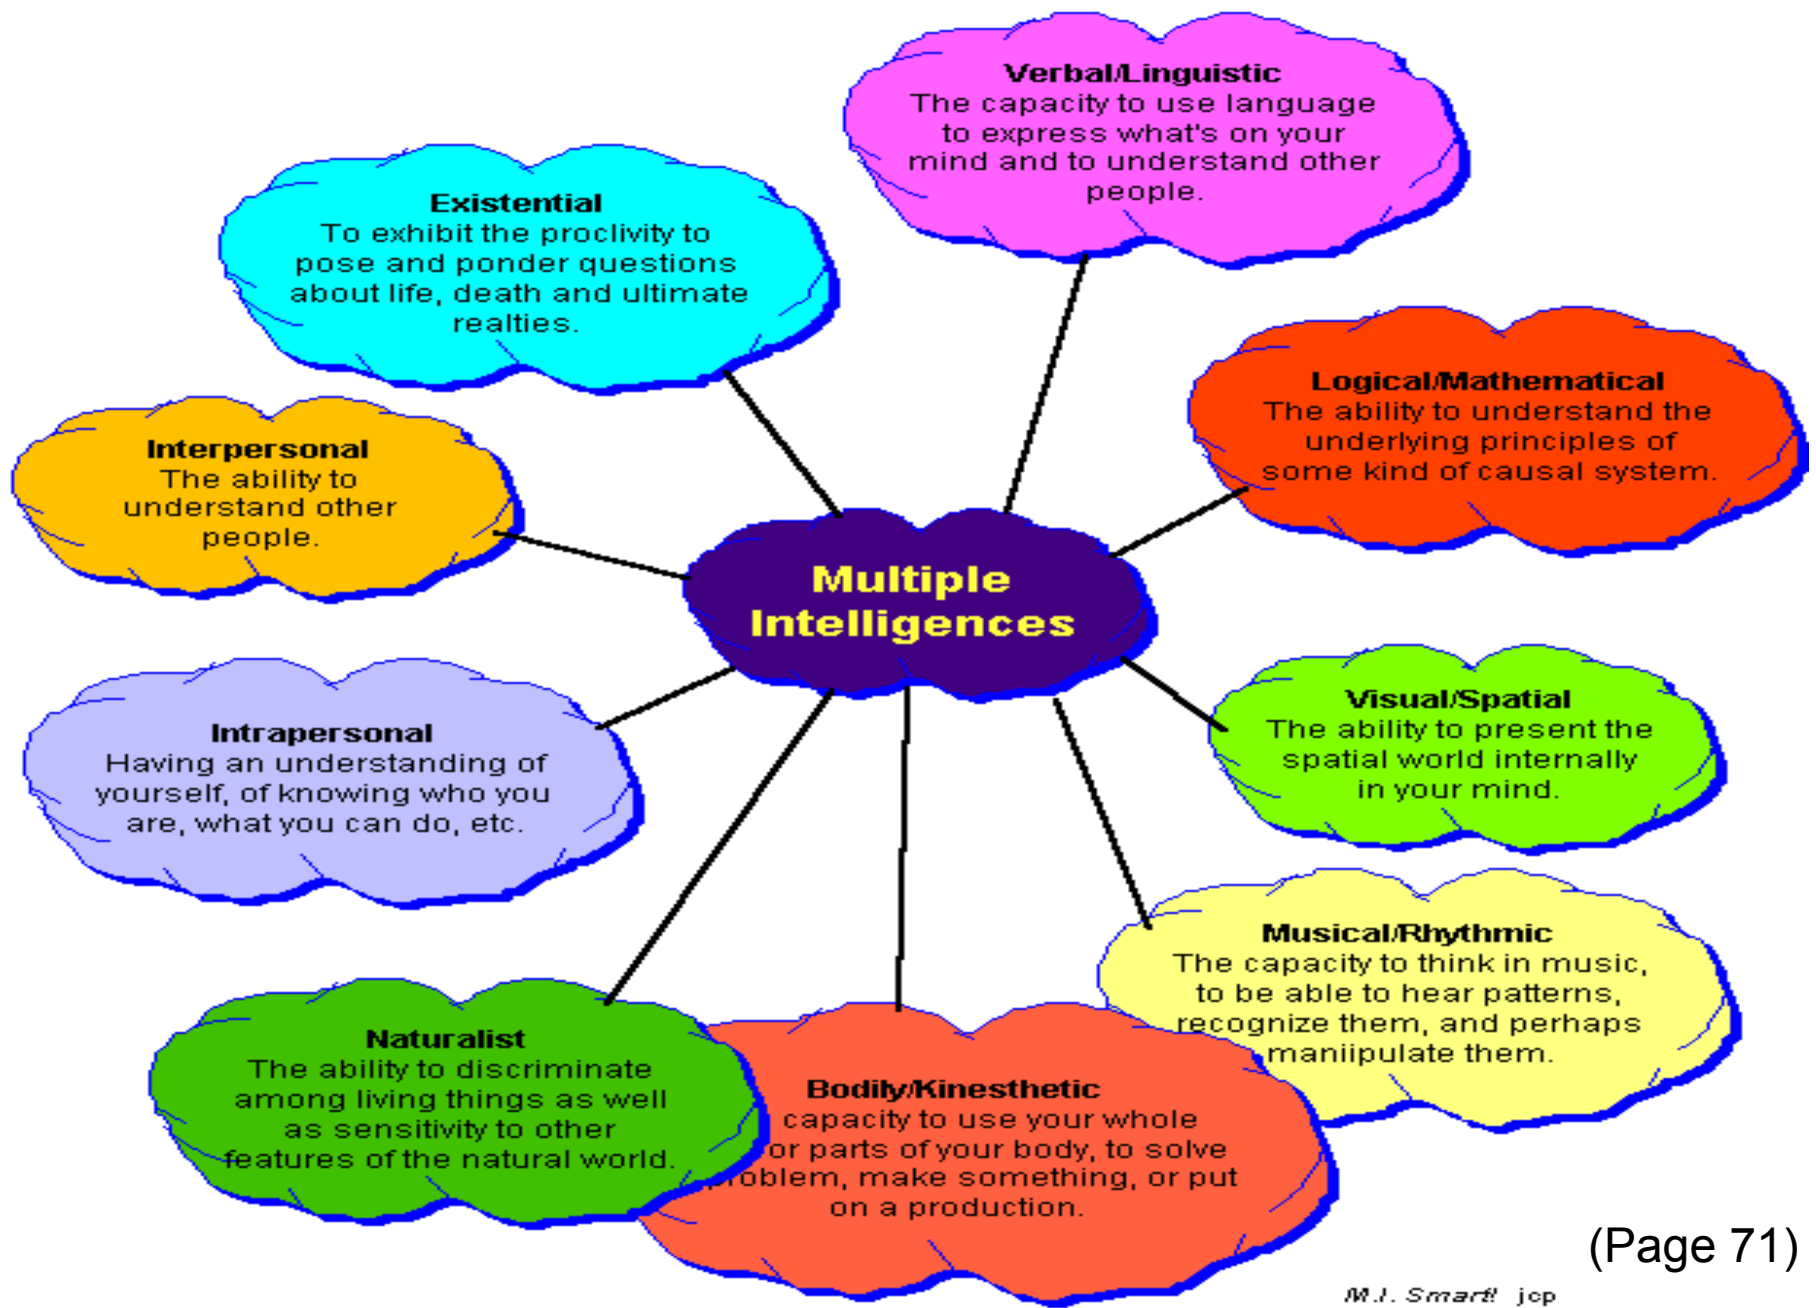 Verbal/Linguistic
The capacity to use language
to express what's on your
mind and to understand other
people.
Existential
To exhibit the proclivity to
pose and ponder questions
about life, death and ultimate
realties.
Logical/Mathematical
The ability to understand the
underlying principles of
some kind of causal system.
Interpersonal
The ability to
understand other
people.
Multiple
Intelligences
Visual/Spatial
The ability to present the
spatial world internally
in your mind.
Intrapersonal
Having an understanding of
yourself, of knowing who you
are, what you can do, etc.
Musical/Rhythmic
The capacity to think in music,
to be able to hear patterns,
recognize them, and perhaps
maniipulate them.
Naturalist
The ability to discriminate
among living things as well
as sensitivity to other
features of the natural world.
Bodily/Kinesthetic
capacity to use your whole
or parts of your body, to solve
roblem, make something, or put
on a production.
(Page 71)
M.I. Smart! jcp